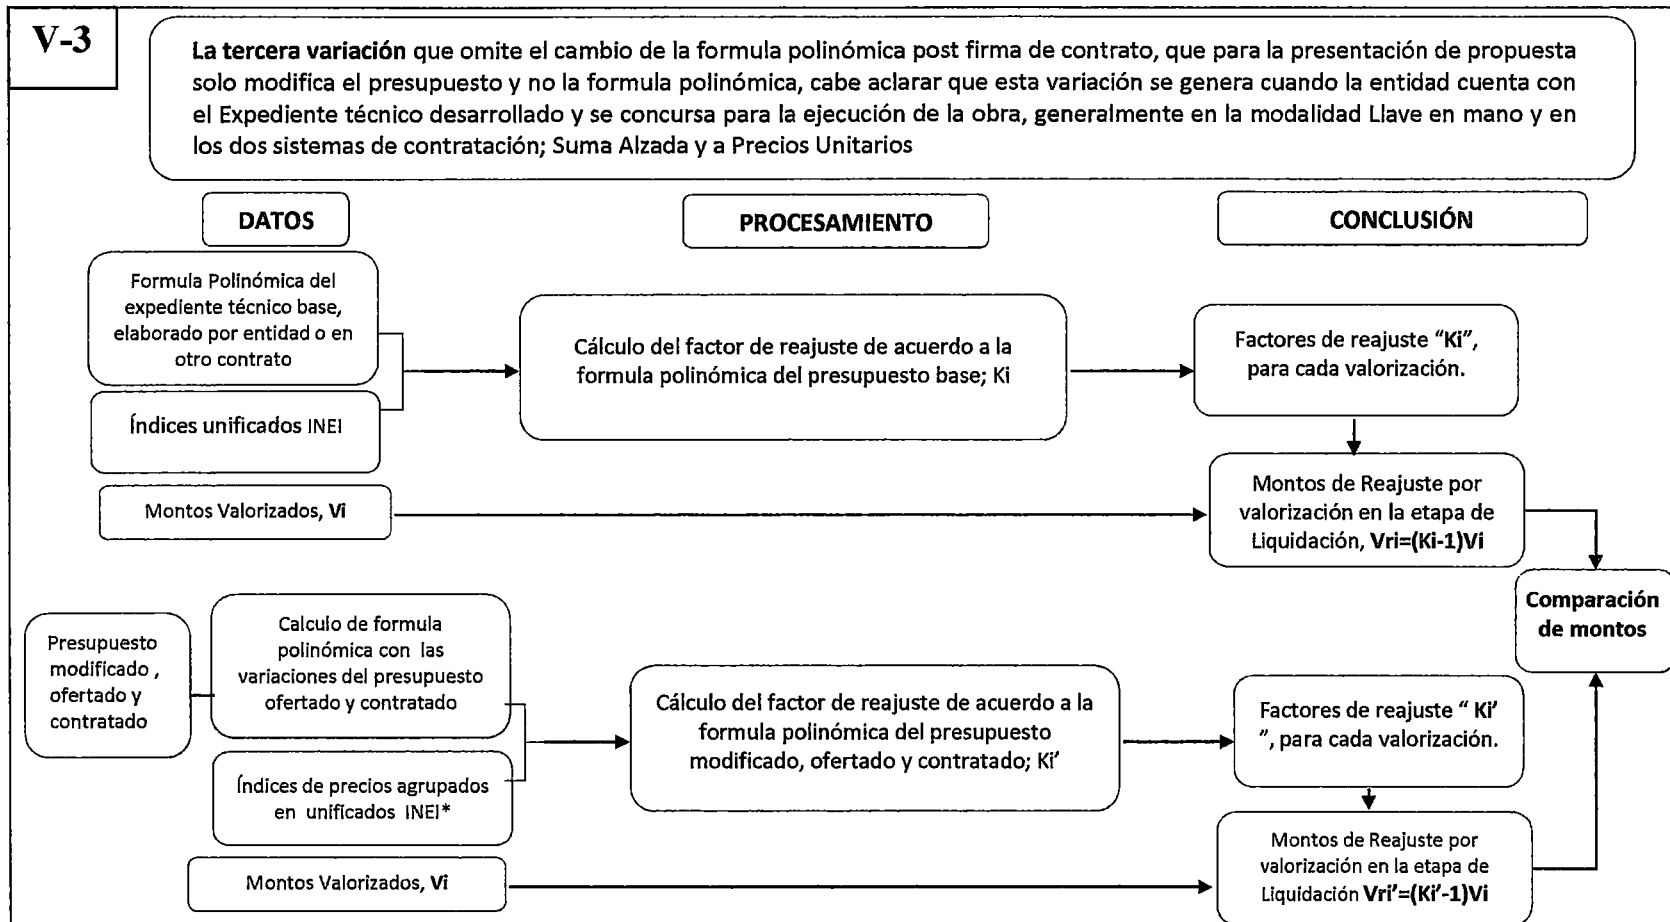 V-3
La tercera variación que omite el cambio de la formula polinómica post firma de contrato, que para la presentación de propuesta
solo modifica el presupuesto y no la formula polinómica, cabe aclarar que esta variación se genera cuando la entidad cuenta con
el Expediente técnico desarrollado y se concursa para la ejecución de la obra, generalmente en la modalidad Llave en mano y en
los dos sistemas de contratación; Suma Alzada y a Precios Unitarios
DATOS
PROCESAMIENTO
CONCLUSIÓN
Formula Polinómica del
expediente técnico base,
elaborado por entidad o en
otro contrato
Índices unificados INEI
Cálculo del factor de reajuste de acuerdo a la
formula polinómica del presupuesto base; Ki
Factores de reajuste "Ki",
para cada valorización.
Montos Valorizados, Vi
Montos de Reajuste por
valorización en la etapa de
Liquidación, Vri=(Ki-1)Vi
Comparación
de montos
Presupuesto
modificado ,
ofertado y
contratado
Calculo de formula
polinómica con las
variaciones del presupuesto
ofertado y contratado
Índices de precios agrupados
en unificados INEI*
Cálculo del factor de reajuste de acuerdo a la
formula polinómica del presupuesto
modificado, ofertado y contratado; Ki'
Factores de reajuste " Ki'
", para cada valorización.
Montos Valorizados, Vi
Montos de Reajuste por
valorización en la etapa de
Liquidación Vri'=(Ki'-1)Vi